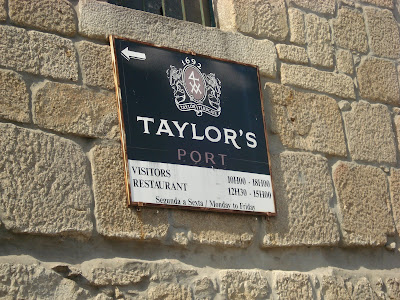 1692
TAYLOR'S
PORT
VISITORS 10H00 - 18H00
RESTAURANT 12H30 - 15H00
Segunda a Sexta / Monday to Friday